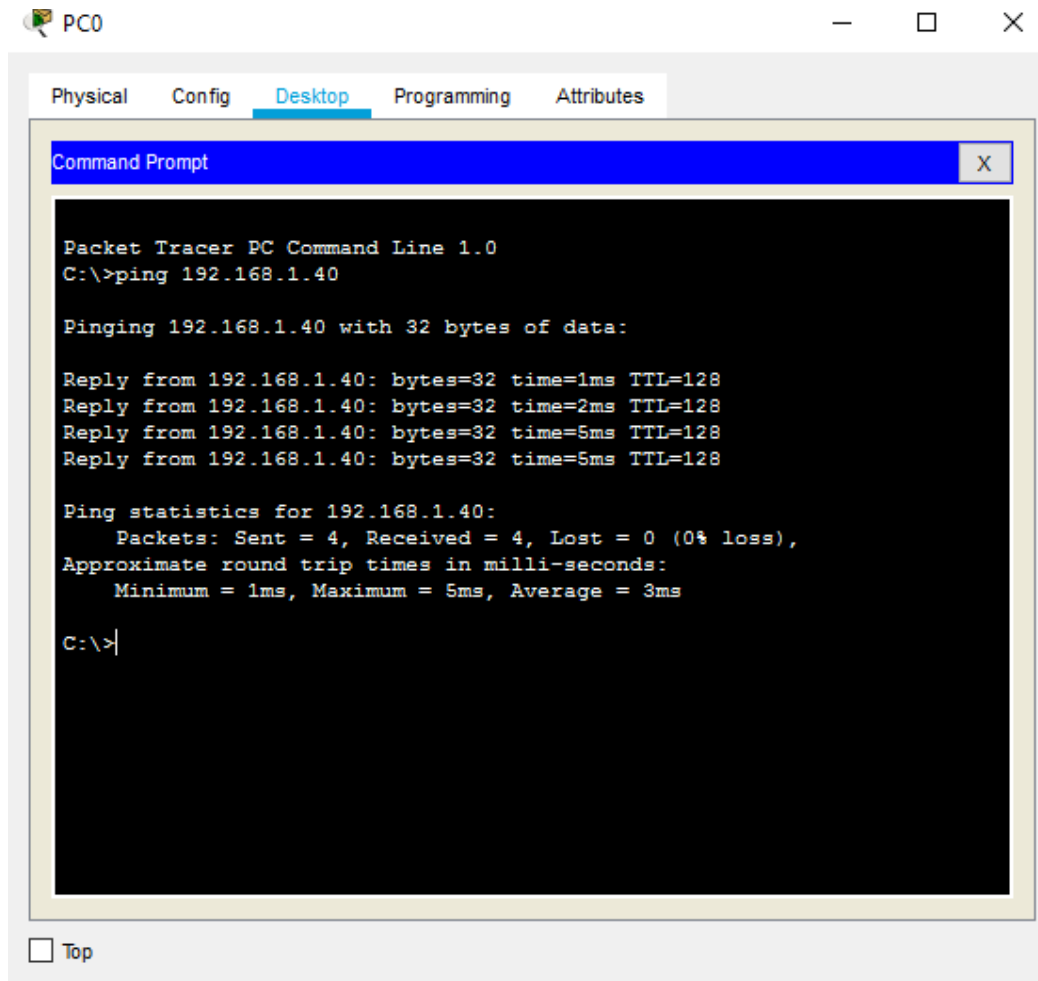 PC0
Physical Config Desktop Programming Attributes
Command Prompt X
Packet Tracer PC Command Line 1.0
C:\>ping 192.168.1.40
Pinging 192.168.1.40 with 32 bytes of data:
Reply from 192.168.1.40: bytes=32 time=1ms TTL=128
Reply from 192.168.1.40: bytes=32 time=2ms TTL=128
Reply from 192.168.1.40: bytes=32 time=5ms TTL=128
Reply from 192.168.1.40: bytes=32 time=5ms TTL=128
Ping statistics for 192.168.1.40:
    Packets: Sent = 4, Received = 4, Lost = 0 (0% loss),
Approximate round trip times in milli-seconds:
    Minimum = 1ms, Maximum = 5ms, Average = 3ms
C:\>
Top